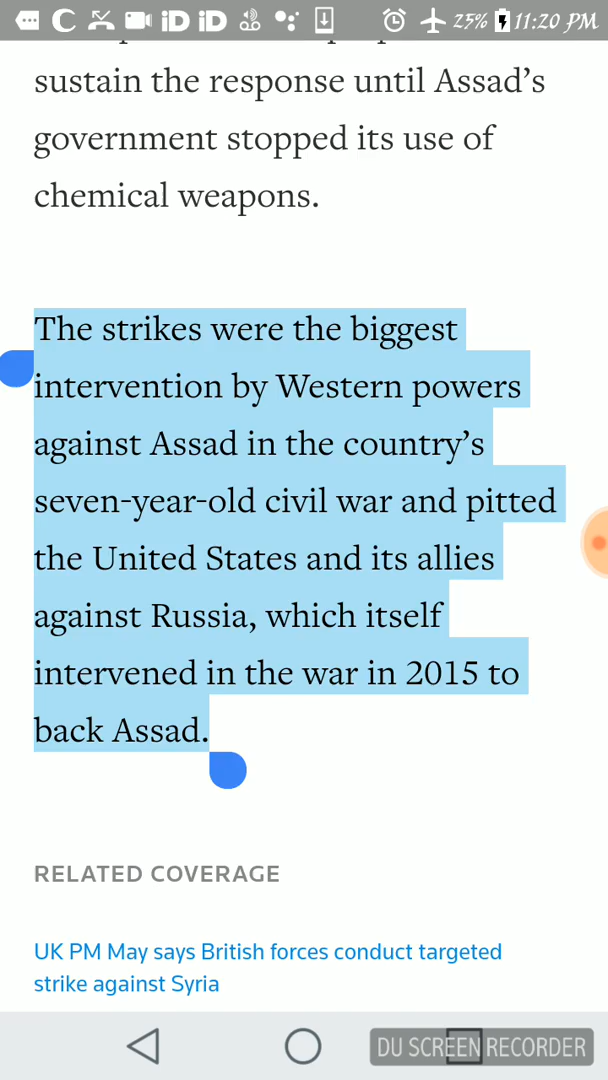 25% 11:20 PM
sustain the response until Assad’s
government stopped its use of
chemical weapons.
The strikes were the biggest
intervention by Western powers
against Assad in the country’s
seven-year-old civil war and pitted
the United States and its allies
against Russia, which itself
intervened in the war in 2015 to
back Assad.
RELATED COVERAGE
UK PM May says British forces conduct targeted
strike against Syria
DU SCREEN RECORDER